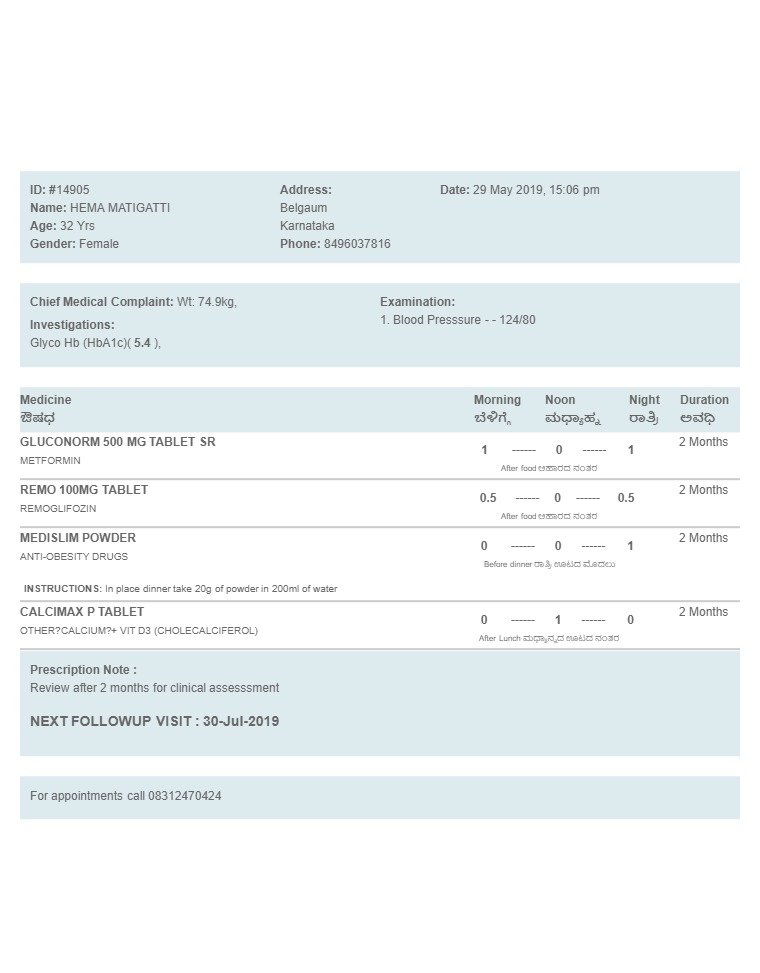 ID: #14905
Name: HEMA MATIGATTI
Age: 32 Yrs
Gender: Female
Address:
Belgaum
Karnataka
Phone: 8496037816
Date: 29 May 2019, 15:06 pm
Chief Medical Complaint: Wt: 74.9kg,
Investigations:
Glyco Hb (HbA1c)( 5.4 ),
Examination:
1. Blood Presssure - - 124/80
Medicine Morning Noon Night Duration
ಔಷಧ ಬೆಳಿಗ್ಗೆ ಮಧ್ಯಾಹ್ನ ರಾತ್ರಿ ಅವಧಿ
GLUCONORM 500 MG TABLET SR 1 ------ 0 ------ 1 2 Months
METFORMIN After food ಆಹಾರದ ನಂತರ
REMO 100MG TABLET 0.5 ------ 0 ------ 0.5 2 Months
REMOGLIFOZIN After food ಆಹಾರದ ನಂತರ
MEDISLIM POWDER 0 ------ 0 ------ 1 2 Months
ANTI-OBESITY DRUGS Before dinner ರಾತ್ರಿ ಊಟದ ಮೊದಲು
INSTRUCTIONS: In place dinner take 20g of powder in 200ml of water
CALCIMAX P TABLET 0 ------ 1 ------ 0 2 Months
OTHER?CALCIUM?+ VIT D3 (CHOLECALCIFEROL) After Lunch ಮಧ್ಯಾನ್ನದ ಊಟದ ನಂತರ
Prescription Note :
Review after 2 months for clinical assesssment
NEXT FOLLOWUP VISIT : 30-Jul-2019
For appointments call 08312470424